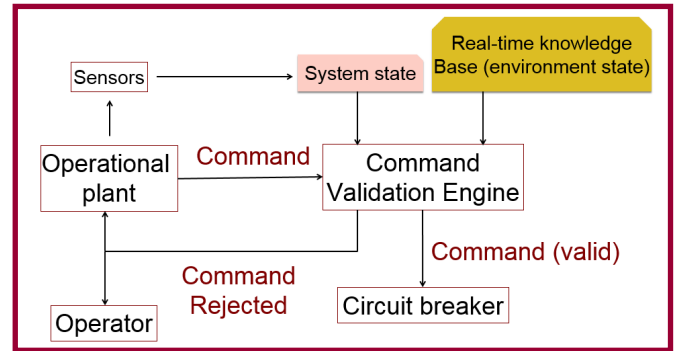 Real-time knowledge
Base (environment state)
Sensors
System state
Command
Operational
plant
Command
Validation Engine
Command (valid)
Command
Rejected
Circuit breaker
Operator